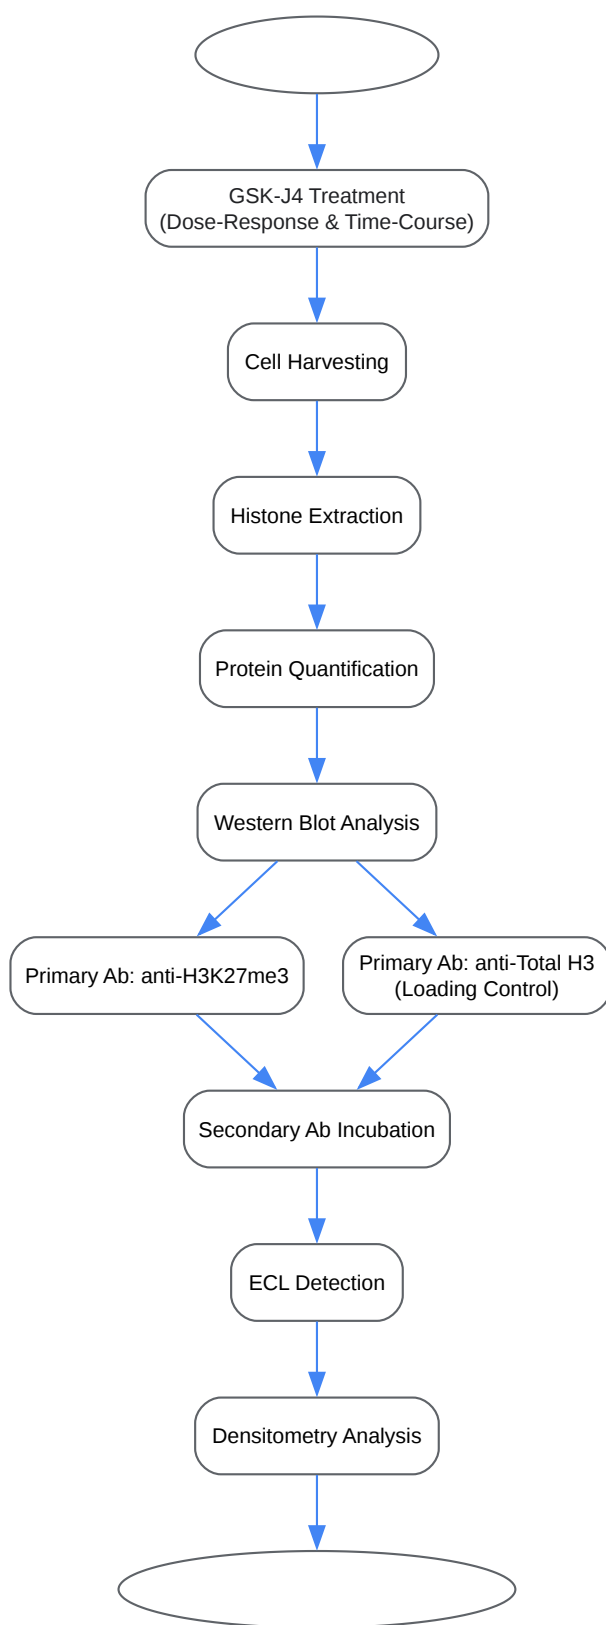 GSK-J4 Treatment
(Dose-Response & Time-Course)
Cell Harvesting
Histone Extraction
Protein Quantification
Western Blot Analysis
Primary Ab: anti-H3K27me3
Primary Ab: anti-Total H3
(Loading Control)
Secondary Ab Incubation
ECL Detection
Densitometry Analysis